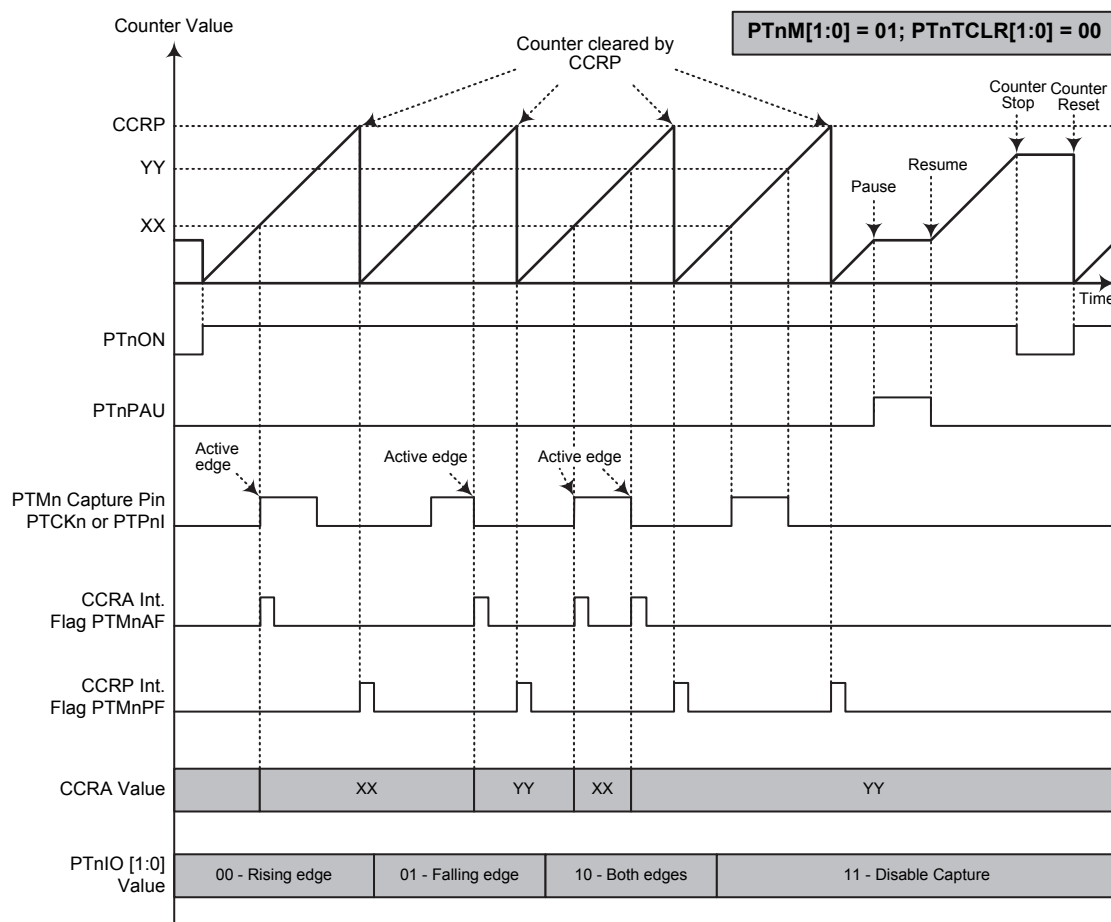 Counter Value
PTnM[1:0] = 01; PTnTCLR[1:0] = 00
Counter cleared by
CCRP
Counter
Stop
Counter
Reset
CCRP
YY
XX
Pause
Resume
Time
PTnON
PTnPAU
Active
edge
Active edge
Active edge
PTMn Capture Pin
PTCKn or PTPnI
CCRA Int.
Flag PTMnAF
CCRP Int.
Flag PTMnPF
CCRA Value
XX
YY
XX
YY
PTnIO [1:0]
Value
00 - Rising edge
01 - Falling edge
10 - Both edges
11 - Disable Capture